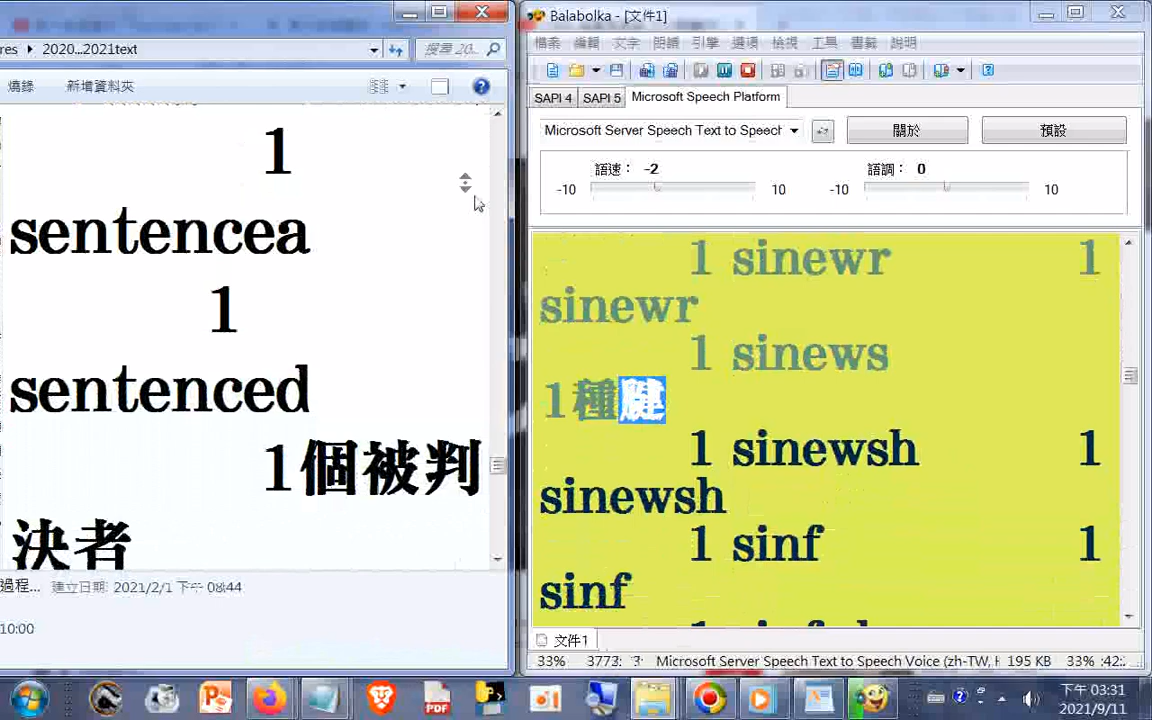 res ▸ 2020...2021text
燒錄 新增資料夾
1
sentencea
1
sentenced
1個被判
決者
過程... 建立日期: 2021/2/1 下午 08:44
10:00
Balabolka - [文件1]
檔案 編輯 文字 朗讀 引擎 選項 檢視 工具 書籤 說明
SAPI 4 SAPI 5 Microsoft Speech Platform
Microsoft Server Speech Text to Speech 關於 預設
語速： -2 語調： 0
-10 10 -10 10
1 sinewr 1
sinewr
1 sinews
1種腱
1 sinewsh 1
sinewsh
1 sinf 1
sinf
文件1
33% Microsoft Server Speech Text to Speech Voice (zh-TW, 195 KB 33%
PDF
下午 03:31
2021/9/11